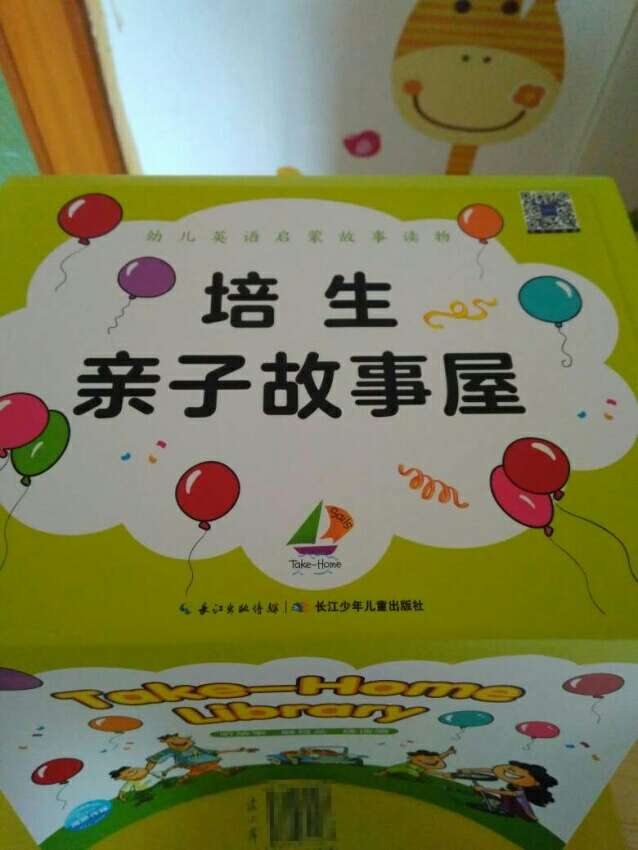 幼儿英语启蒙故事读物
培生
亲子故事屋
Sails
Take-Home
长江出版传媒 长江少年儿童出版社
Take-Home
Library